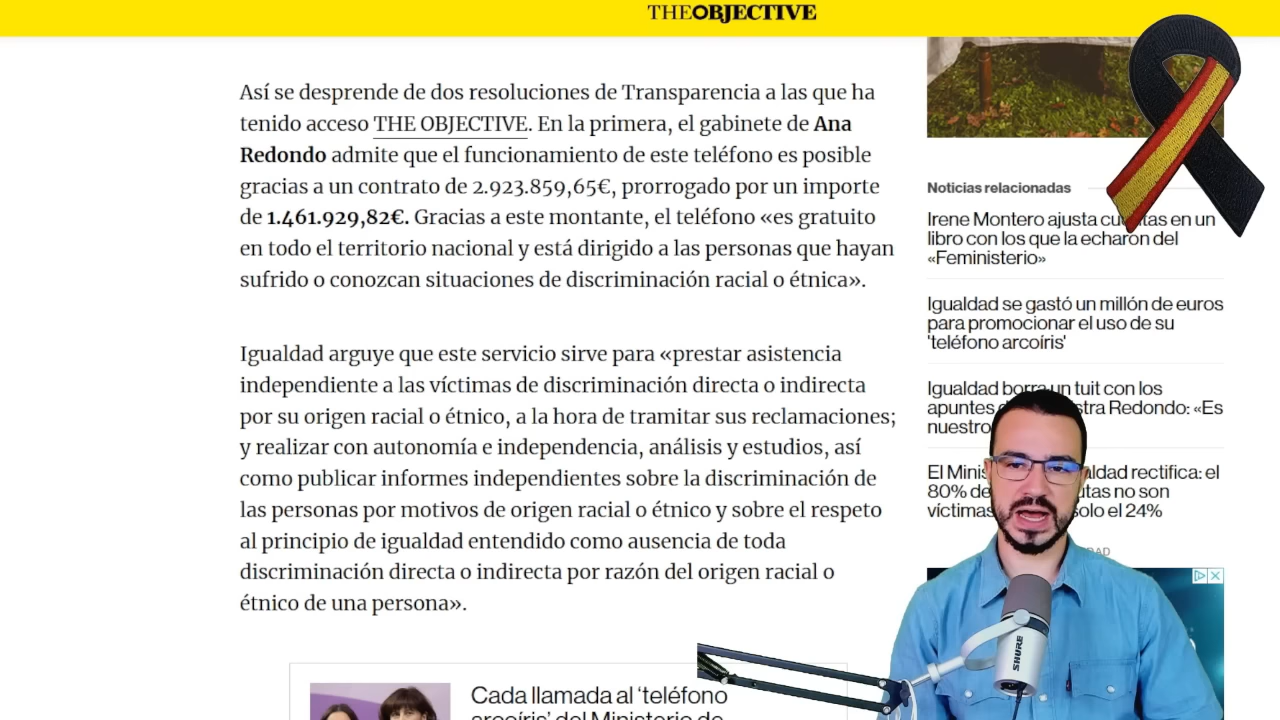 THE OBJECTIVE
Así se desprende de dos resoluciones de Transparencia a las que ha
tenido acceso THE OBJECTIVE. En la primera, el gabinete de Ana
Redondo admite que el funcionamiento de este teléfono es posible
gracias a un contrato de 2.923.859,65€, prorrogado por un importe
de 1.461.929,82€. Gracias a este montante, el teléfono «es gratuito
en todo el territorio nacional y está dirigido a las personas que hayan
sufrido o conozcan situaciones de discriminación racial o étnica».
Igualdad arguye que este servicio sirve para «prestar asistencia
independiente a las víctimas de discriminación directa o indirecta
por su origen racial o étnico, a la hora de tramitar sus reclamaciones;
y realizar con autonomía e independencia, análisis y estudios, así
como publicar informes independientes sobre la discriminación de
las personas por motivos de origen racial o étnico y sobre el respeto
al principio de igualdad entendido como ausencia de toda
discriminación directa o indirecta por razón del origen racial o
étnico de una persona».
Cada llamada al ‘teléfono
arcoíris’ del Ministerio de
Noticias relacionadas
Irene Montero ajusta cuentas en un
libro con los que la echaron del
«Feministerio»
Igualdad se gastó un millón de euros
para promocionar el uso de su
'teléfono arcoíris'
Igualdad borra un tuit con los
apuntes Redondo: «Es
nuestro
El rectifica: el
80% de no son
víctimas solo el 24%
SHURE